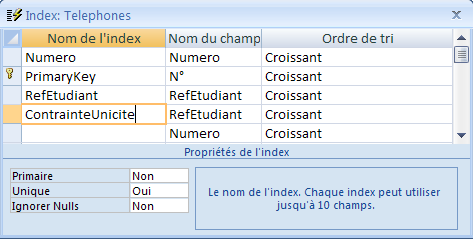 Index: Telephones
Nom de l'index Nom du champ Ordre de tri
Numero Numero Croissant
PrimaryKey N° Croissant
RefEtudiant RefEtudiant Croissant
ContrainteUnicite RefEtudiant Croissant
Numero Croissant
Propriétés de l'index
Primaire Non
Unique Oui
Ignorer Nulls Non
Le nom de l'index. Chaque index peut utiliser
jusqu'à 10 champs.